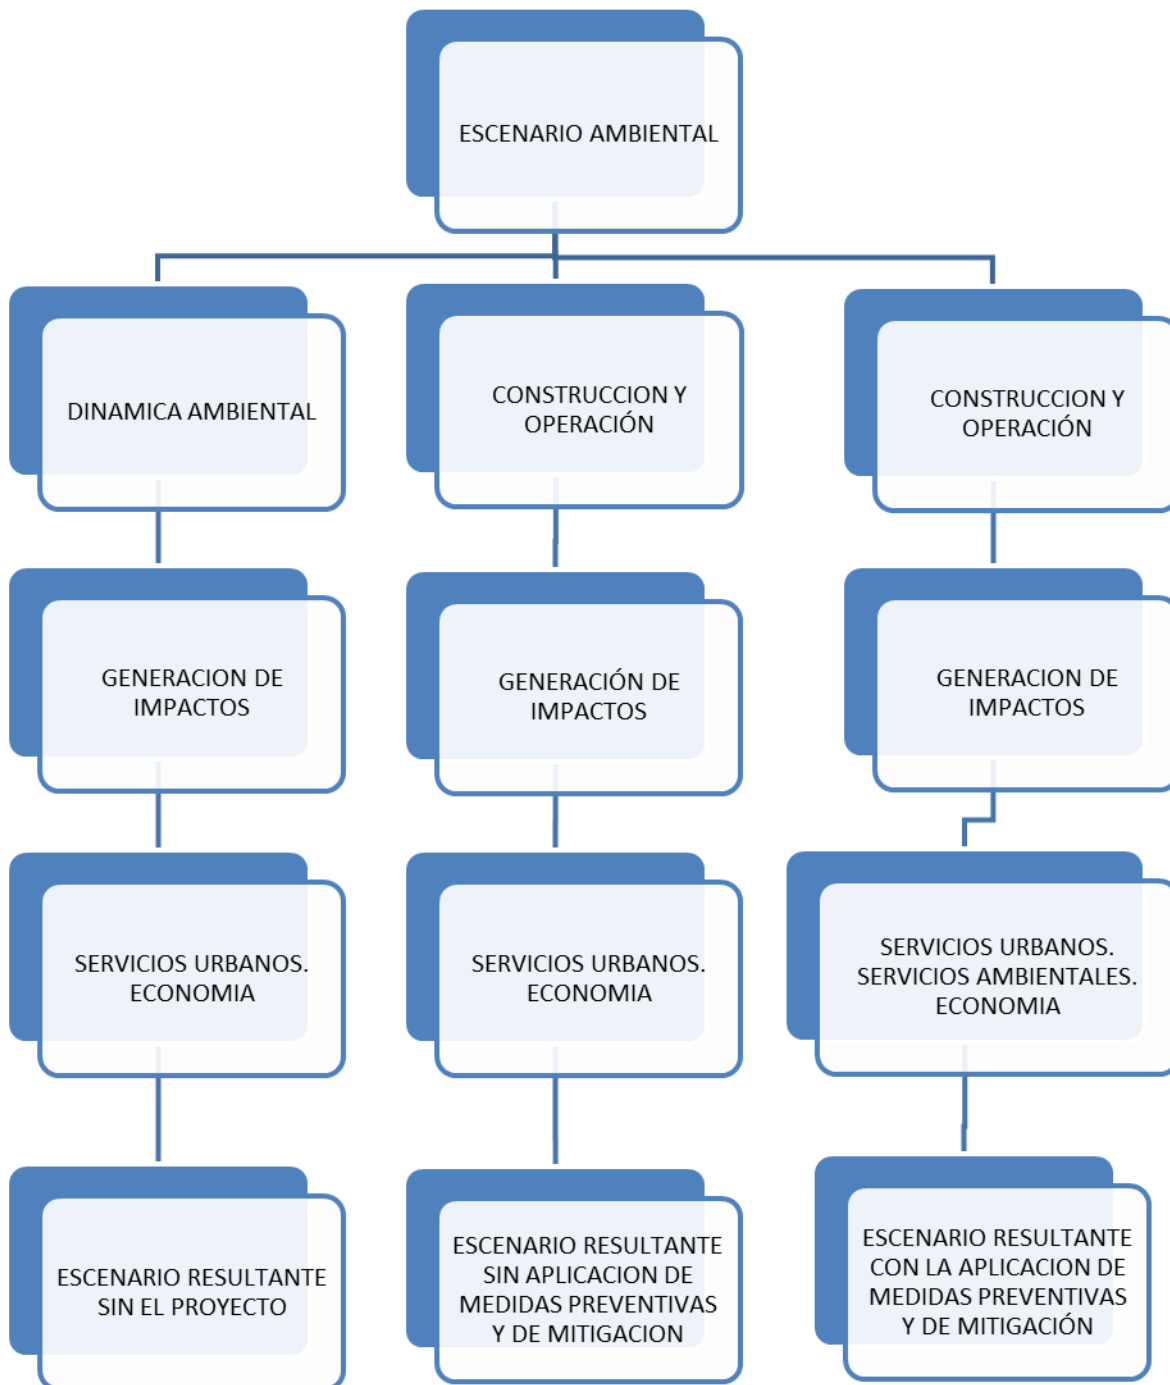 ESCENARIO AMBIENTAL
DINAMICA AMBIENTAL
CONSTRUCCION Y
OPERACIÓN
CONSTRUCCION Y
OPERACIÓN
GENERACION DE
IMPACTOS
GENERACIÓN DE
IMPACTOS
GENERACION DE
IMPACTOS
SERVICIOS URBANOS.
ECONOMIA
SERVICIOS URBANOS.
ECONOMIA
SERVICIOS URBANOS.
SERVICIOS AMBIENTALES.
ECONOMIA
ESCENARIO RESULTANTE
SIN EL PROYECTO
ESCENARIO RESULTANTE
SIN APLICACION DE
MEDIDAS PREVENTIVAS
Y DE MITIGACION
ESCENARIO RESULTANTE
CON LA APLICACION DE
MEDIDAS PREVENTIVAS
Y DE MITIGACIÓN